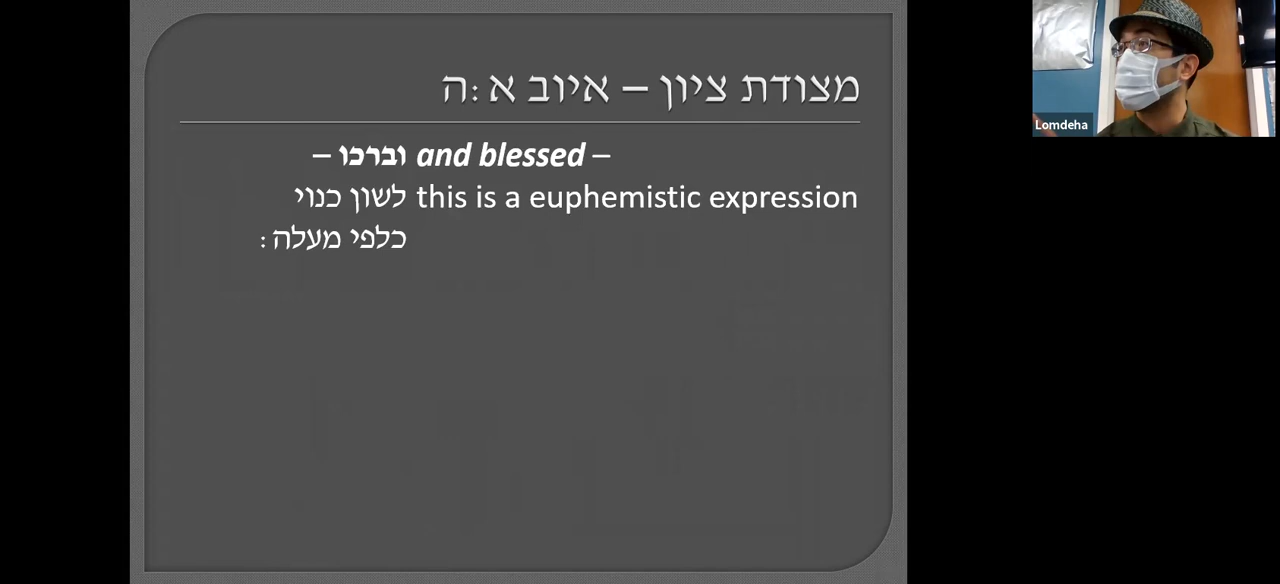 מצודת ציון – איוב א:ה
וברכו – and blessed –
לשון כנוי this is a euphemistic expression
כלפי מעלה:
Lomdeha